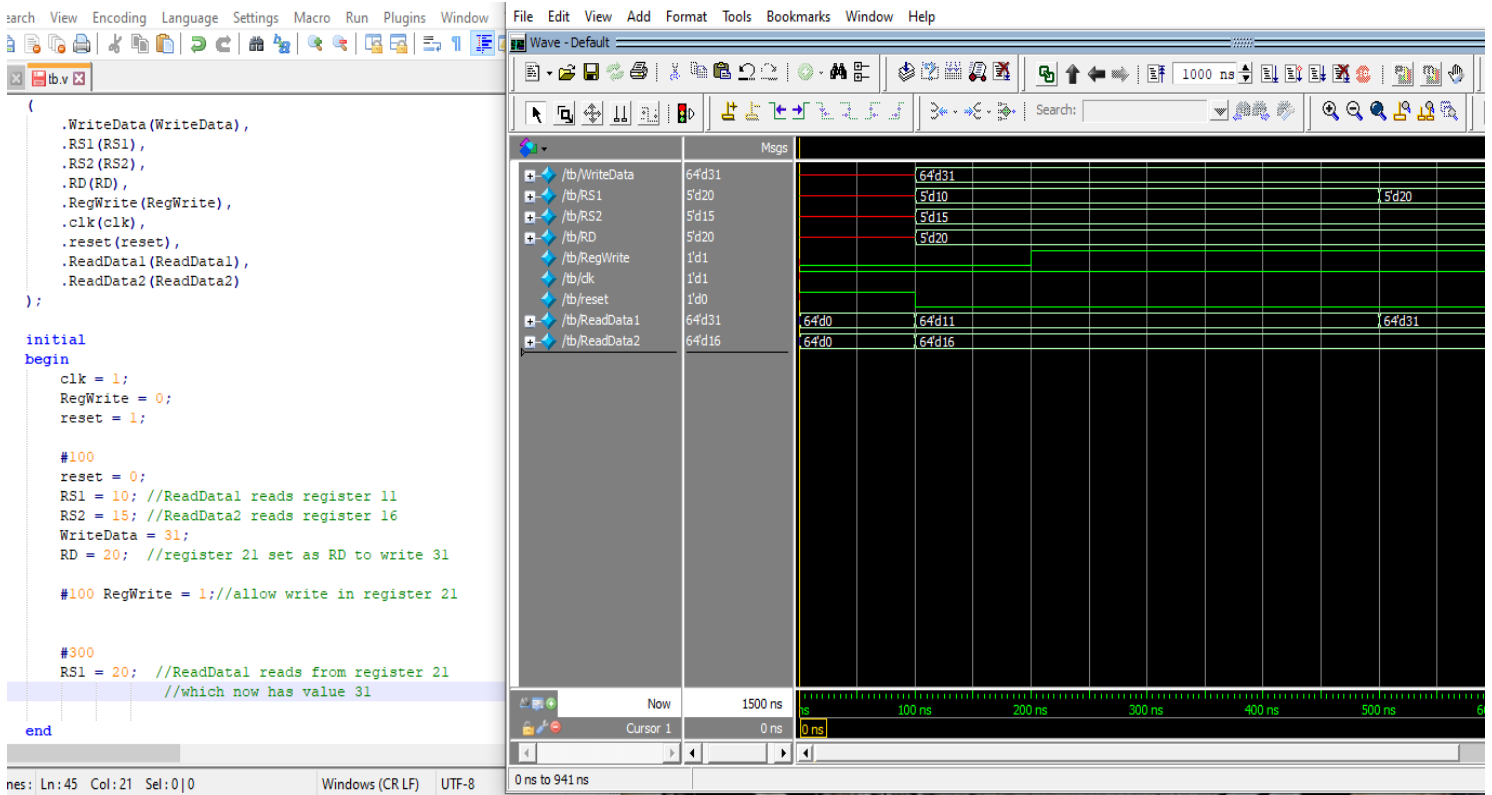 earch View Encoding Language Settings Macro Run Plugins Window
tb.v
(
.WriteData(WriteData),
.RS1(RS1),
.RS2(RS2),
.RD(RD),
.RegWrite(RegWrite),
.clk(clk),
.reset(reset),
.ReadData1(ReadData1),
.ReadData2(ReadData2)
);
initial
begin
clk = 1;
RegWrite = 0;
reset = 1;
#100
reset = 0;
RS1 = 10; //ReadData1 reads register 11
RS2 = 15; //ReadData2 reads register 16
WriteData = 31;
RD = 20; //register 21 set as RD to write 31
#100 RegWrite = 1;//allow write in register 21
#300
RS1 = 20; //ReadData1 reads from register 21
//which now has value 31
end
nes: Ln:45 Col:21 Sel:0|0 Windows (CR LF) UTF-8
File Edit View Add Format Tools Bookmarks Window Help
Wave - Default
1000 ns
Search:
Msgs
/tb/WriteData 64'd31 64'd31
/tb/RS1 5'd20 5'd10 5'd20
/tb/RS2 5'd15 5'd15
/tb/RD 5'd20 5'd20
/tb/RegWrite 1'd1
/tb/clk 1'd1
/tb/reset 1'd0
/tb/ReadData1 64'd31 64'd0 64'd11 64'd31
/tb/ReadData2 64'd16 64'd0 64'd16
Now 1500 ns ns 100 ns 200 ns 300 ns 400 ns 500 ns 6
Cursor 1 0 ns 0 ns
0 ns to 941 ns